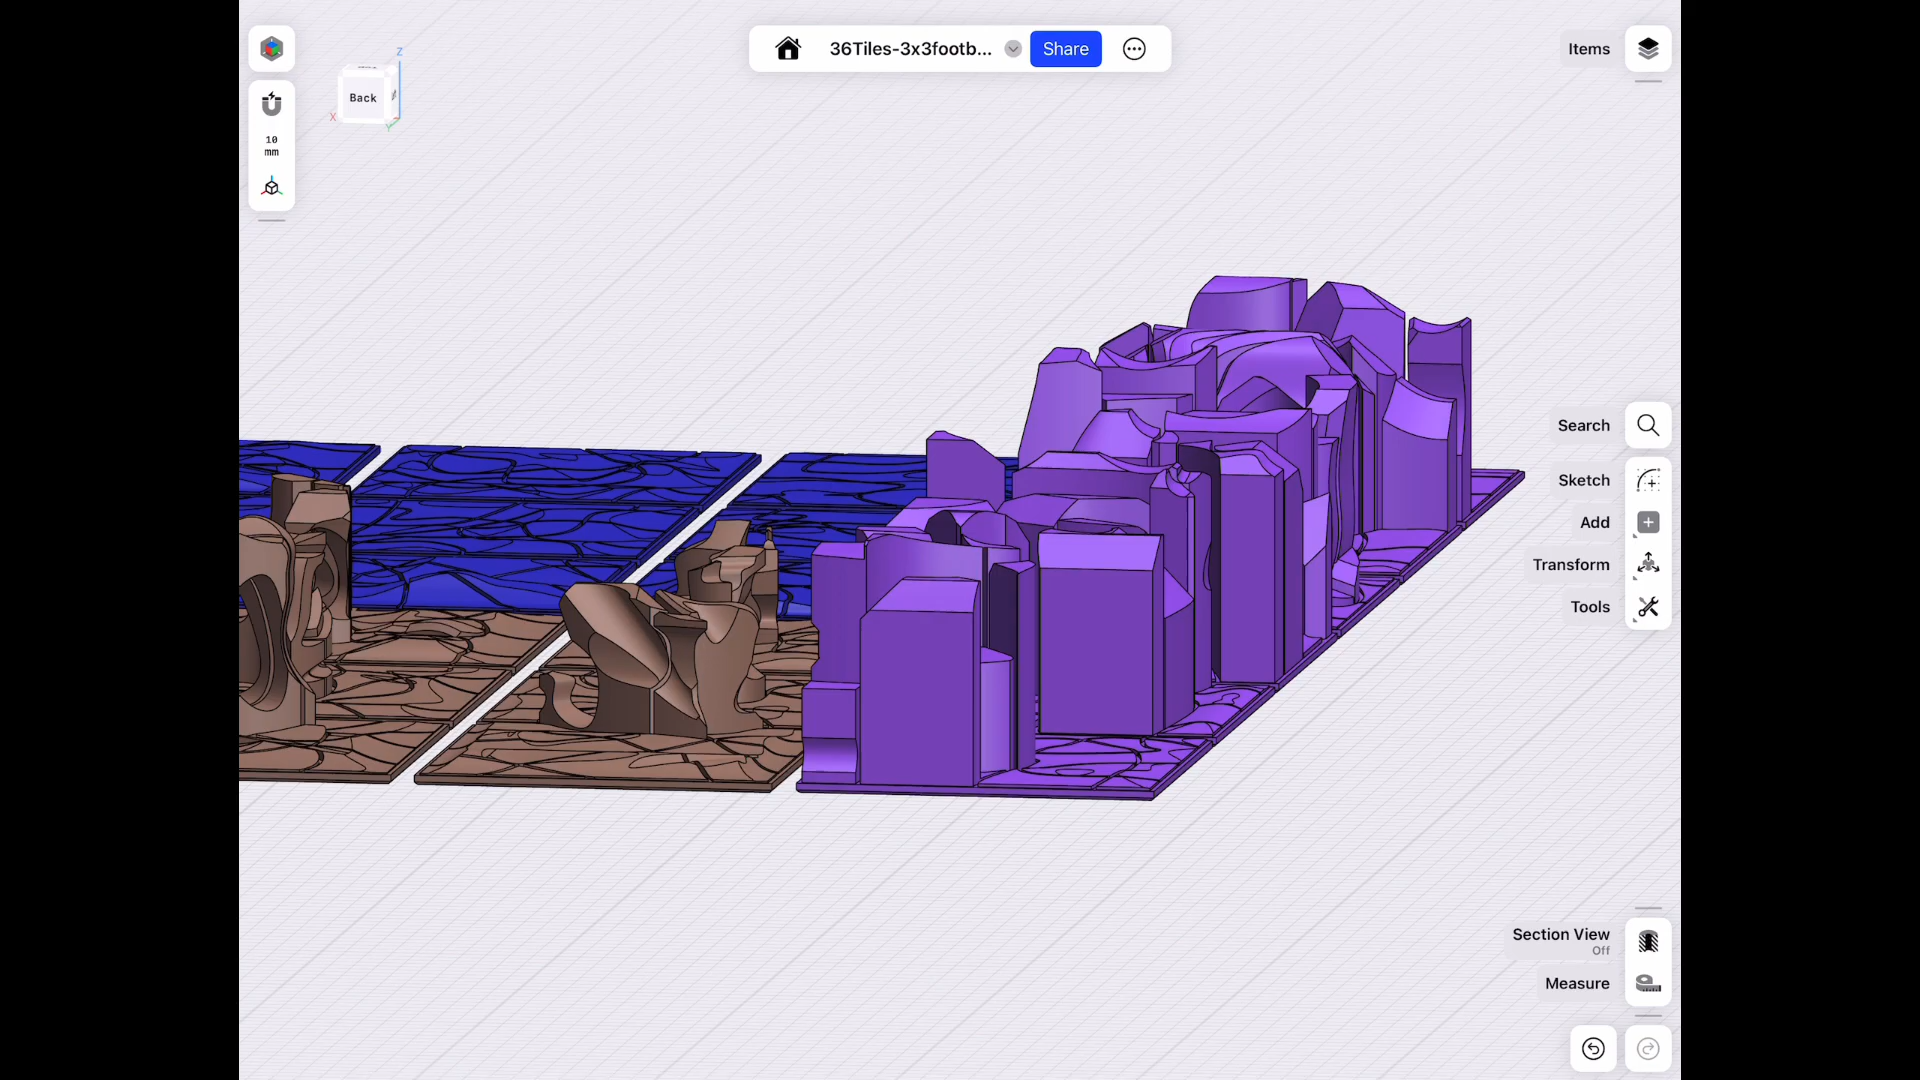 36Tiles-3x3footb...
Share
Items
Z
Back
X
Y
10
mm
Search
Sketch
Add
Transform
Tools
Section View
Off
Measure